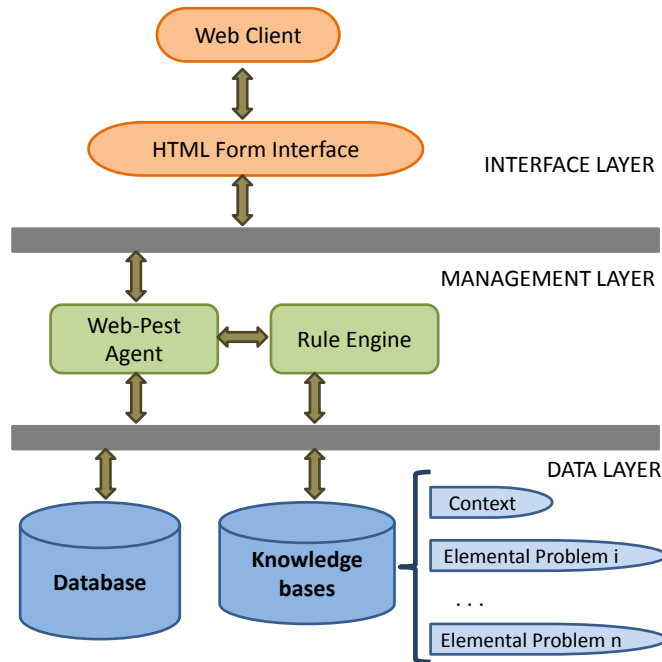 Web Client
HTML Form Interface
INTERFACE LAYER
MANAGEMENT LAYER
Web-Pest
Agent
Rule Engine
DATA LAYER
Database
Knowledge
bases
Context
Elemental Problem i
. . .
Elemental Problem n